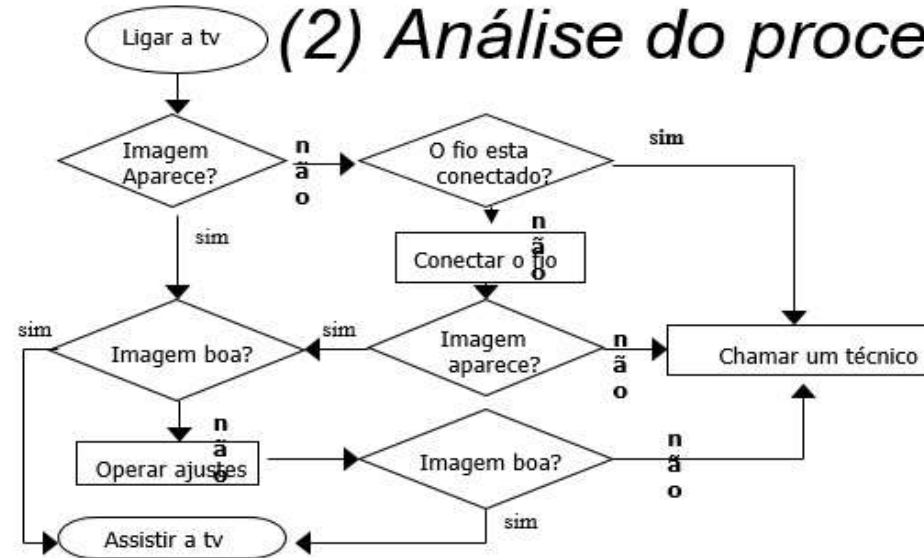 Ligar a tv
(2) Análise do proce
Imagem
Aparece?
não
O fio esta
conectado?
sim
sim
não
Conectar o fio
sim
Imagem boa?
sim
Imagem
aparece?
não
Chamar um técnico
não
Operar ajustes
Imagem boa?
não
sim
Assistir a tv